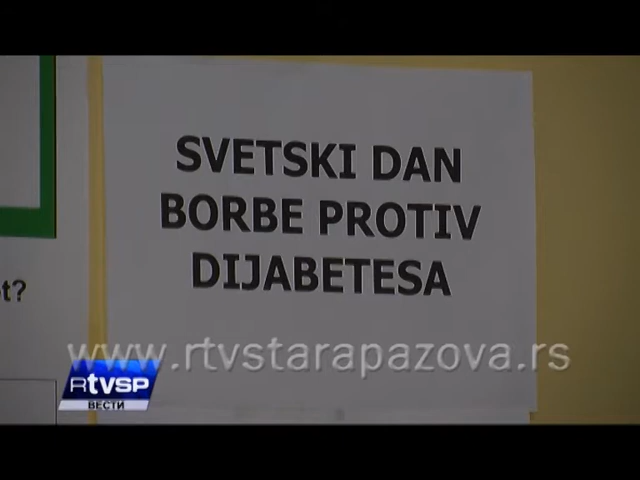 SVETSKI DAN
BORBE PROTIV
DIJABETESA
t?
www.rtvstarapazova.rs
RTVSP
ВЕСТИ